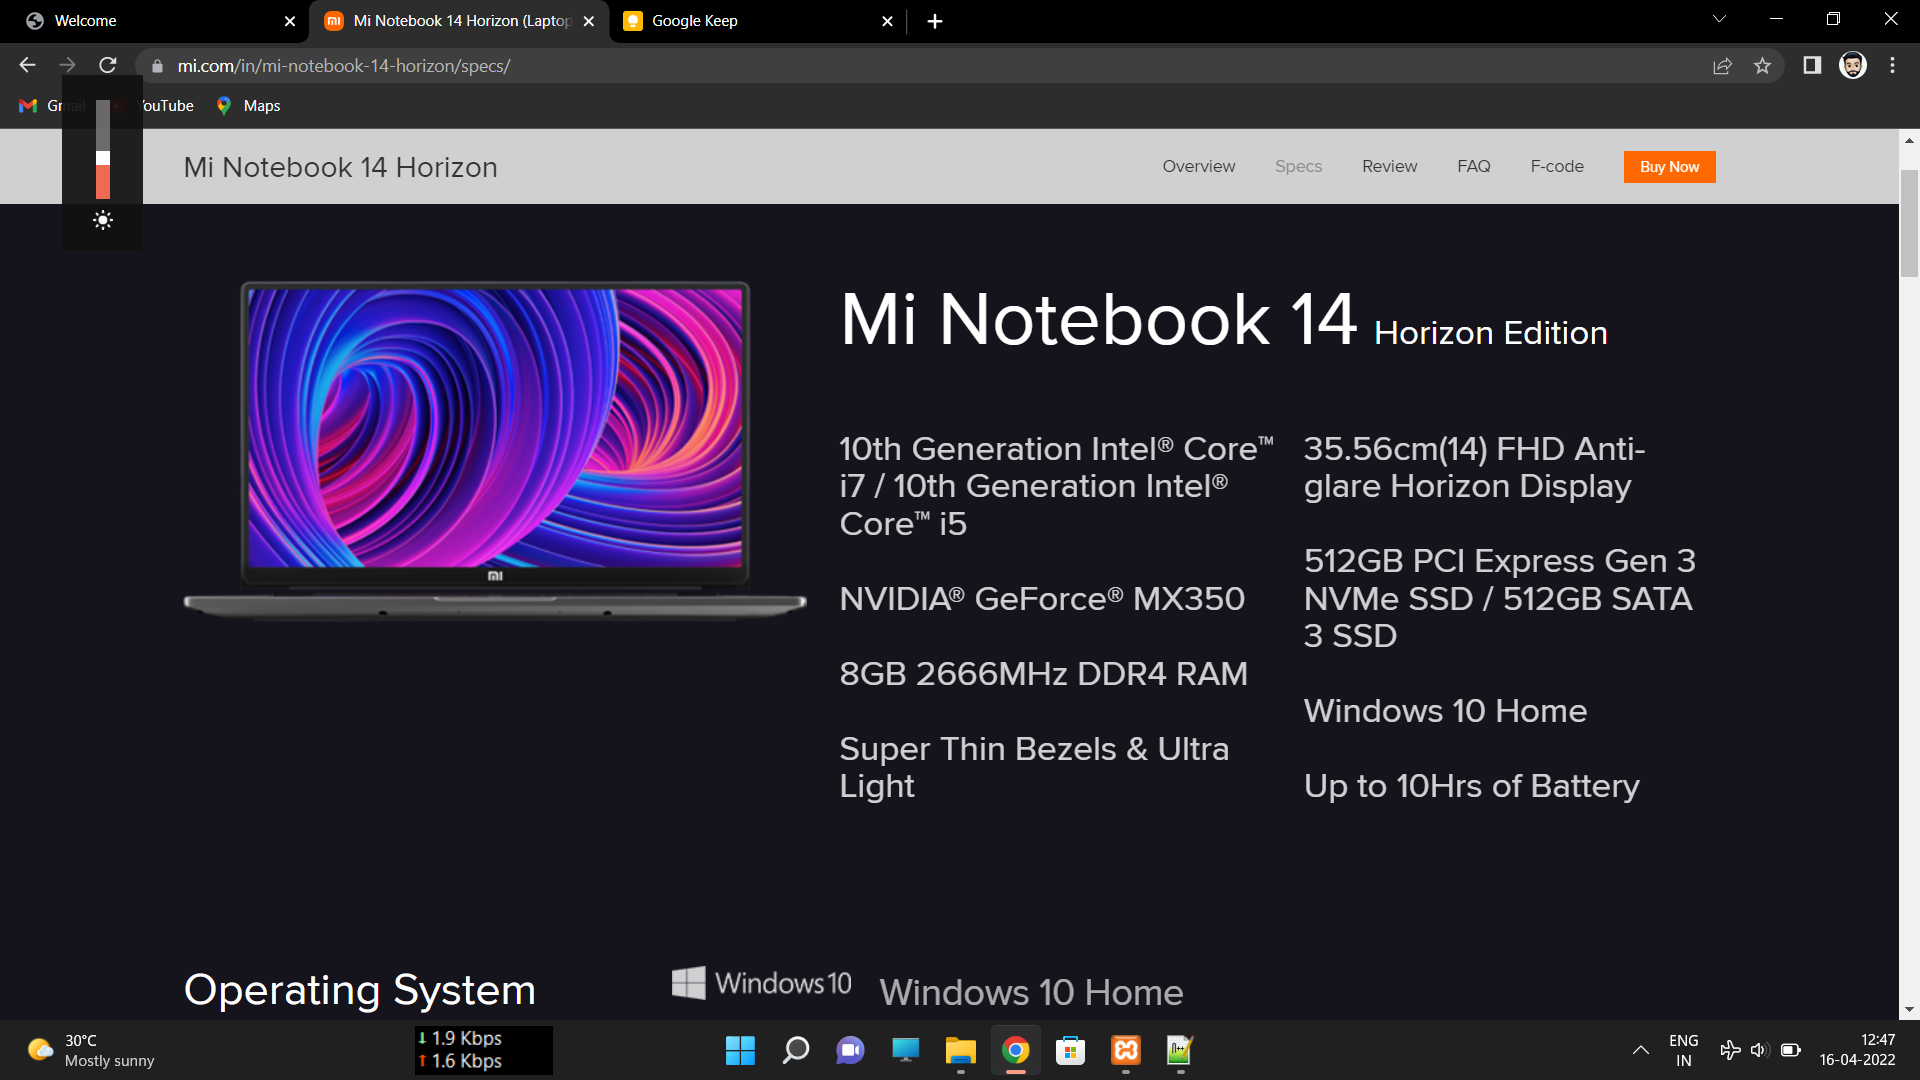 Welcome
Mi Notebook 14 Horizon (Laptop
Google Keep
mi.com/in/mi-notebook-14-horizon/specs/
Gmail
YouTube
Maps
Mi Notebook 14 Horizon
Overview
Specs
Review
FAQ
F-code
Buy Now
Mi Notebook 14 Horizon Edition
10th Generation Intel® Core™
i7 / 10th Generation Intel®
Core™ i5
NVIDIA® GeForce® MX350
8GB 2666MHz DDR4 RAM
Super Thin Bezels & Ultra
Light
35.56cm(14) FHD Anti-
glare Horizon Display
512GB PCI Express Gen 3
NVMe SSD / 512GB SATA
3 SSD
Windows 10 Home
Up to 10Hrs of Battery
Operating System
Windows 10
Windows 10 Home
30°C
Mostly sunny
↓ 1.9 Kbps
↑ 1.6 Kbps
ENG
IN
12:47
16-04-2022